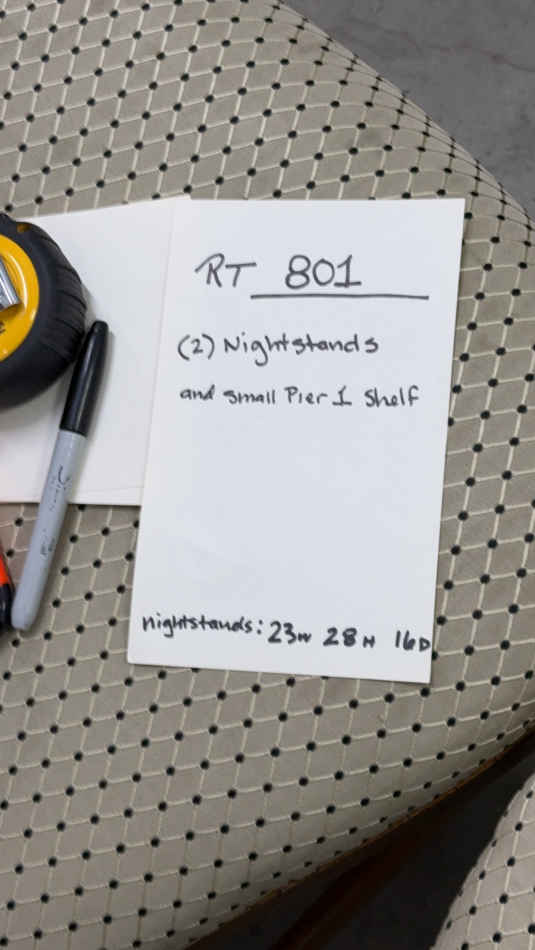 RT 801
(2) Nightstands
and small Pier 1 Shelf
nightstands: 23W 28H 16D